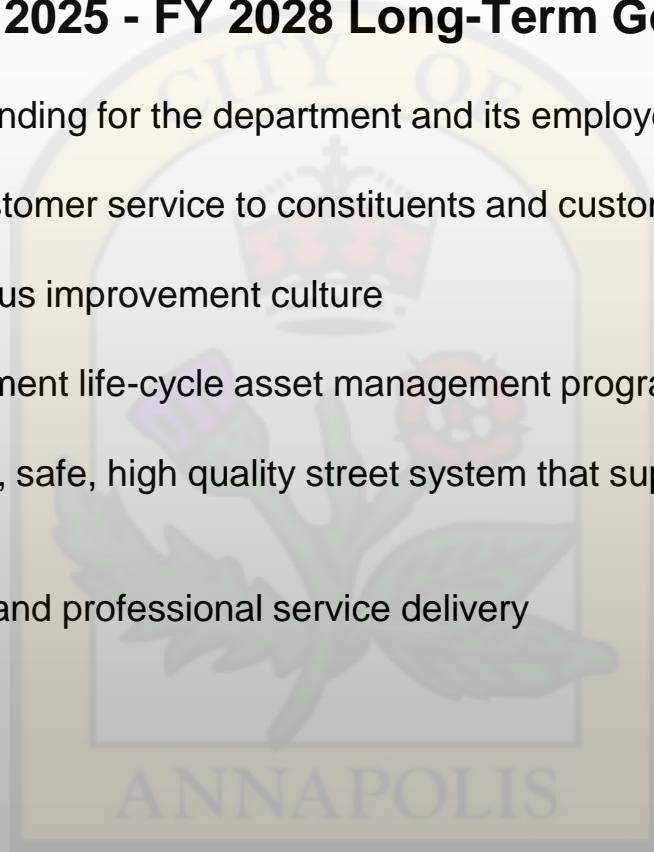 2025 - FY 2028 Long-Term Go
nding for the department and its employe
stomer service to constituents and custor
us improvement culture
ment life-cycle asset management progra
, safe, high quality street system that sup
and professional service delivery
CITY OF
ANNAPOLIS